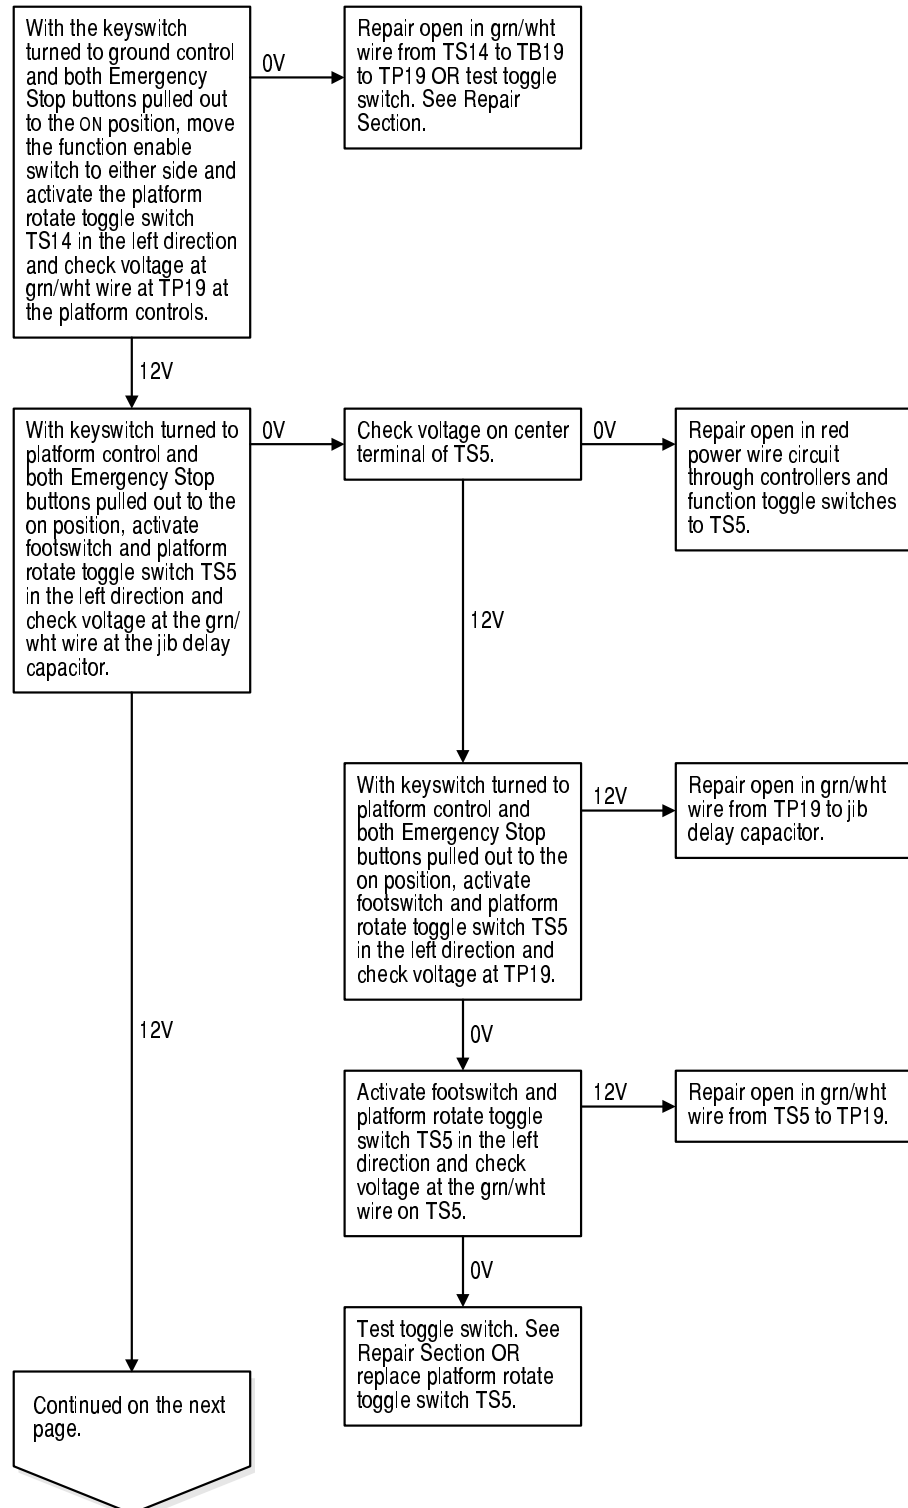 With the keyswitch
turned to ground control
and both Emergency
Stop buttons pulled out
to the ON position, move
the function enable
switch to either side and
activate the platform
rotate toggle switch
TS14 in the left direction
and check voltage at
grn/wht wire at TP19 at
the platform controls.
0V
Repair open in grn/wht
wire from TS14 to TB19
to TP19 OR test toggle
switch. See Repair
Section.
12V
With keyswitch turned to
platform control and
both Emergency Stop
buttons pulled out to the
on position, activate
footswitch and platform
rotate toggle switch TS5
in the left direction and
check voltage at the grn/
wht wire at the jib delay
capacitor.
0V
Check voltage on center
terminal of TS5.
0V
Repair open in red
power wire circuit
through controllers and
function toggle switches
to TS5.
12V
With keyswitch turned to
platform control and
both Emergency Stop
buttons pulled out to the
on position, activate
footswitch and platform
rotate toggle switch TS5
in the left direction and
check voltage at TP19.
12V
Repair open in grn/wht
wire from TP19 to jib
delay capacitor.
12V
0V
Activate footswitch and
platform rotate toggle
switch TS5 in the left
direction and check
voltage at the grn/wht
wire on TS5.
12V
Repair open in grn/wht
wire from TS5 to TP19.
0V
Test toggle switch. See
Repair Section OR
replace platform rotate
toggle switch TS5.
Continued on the next
page.